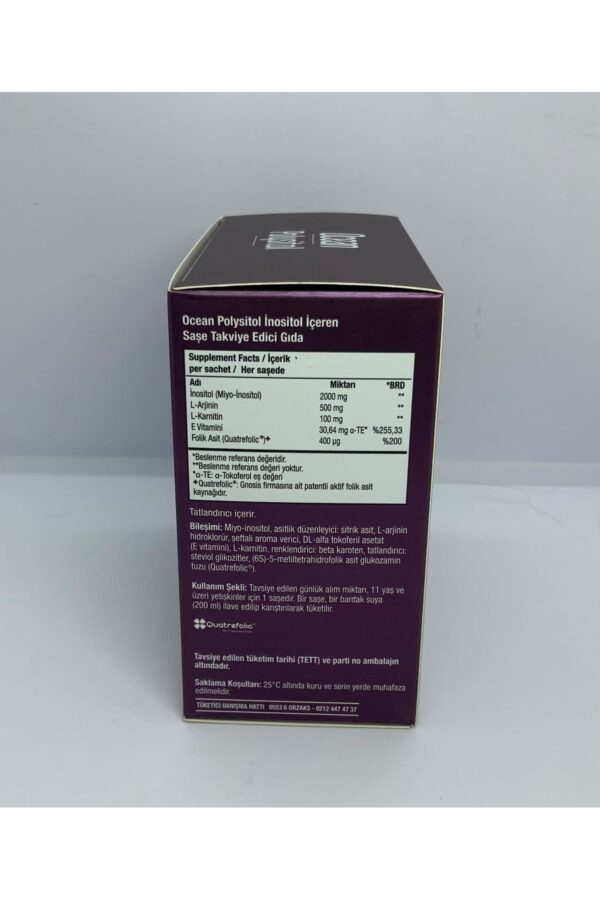 Ocean
Polysitol
Ocean Polysitol İnositol İçeren
Saşe Takviye Edici Gıda
Supplement Facts / İçerik
per sachet / Her saşede
Adı Miktarı *BRD
İnositol (Miyo-İnositol) 2000 mg **
L-Arjinin 500 mg **
L-Karnitin 100 mg **
E Vitamini 30,64 mg α-TE* %255,33
Folik Asit (Quatrefolic®)✦ 400 µg %200
*Beslenme referans değeridir.
**Beslenme referans değeri yoktur.
*α-TE: α-Tokoferol eş değeri
✦Quatrefolic®: Gnosis firmasına ait patentli aktif folik asit
kaynağıdır.
Tatlandırıcı içerir.
Bileşimi: Miyo-inositol, asitlik düzenleyici: sitrik asit, L-arjinin
hidroklorür, şeftali aroma verici, DL-alfa tokoferil asetat
(E vitamini), L-karnitin, renklendirici: beta karoten, tatlandırıcı:
steviol glikozitler, (6S)-5-metiltetrahidrofolik asit glukozamin
tuzu (Quatrefolic®).
Kullanım Şekli: Tavsiye edilen günlük alım miktarı, 11 yaş ve
üzeri yetişkinler için 1 saşedir. Bir saşe, bir bardak suya
(200 ml) ilave edilip karıştırılarak tüketilir.
Quatrefolic™
Tavsiye edilen tüketim tarihi (TETT) ve parti no ambalajın
altındadır.
Saklama Koşulları: 25°C altında kuru ve serin yerde muhafaza
edilmelidir.
TÜKETİCİ DANIŞMA HATTI 0553 6 ORZAKS - 0212 447 47 37